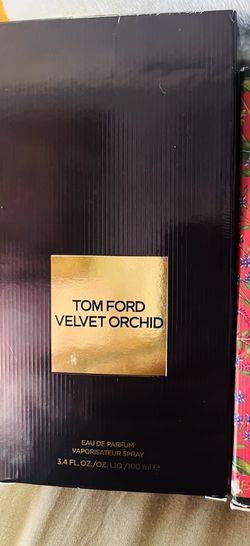 TOM FORD
VELVET ORCHID
EAU DE PARFUM
VAPORISATEUR SPRAY
3.4 FL.OZ./OZ. LIQ./100 ml ℮